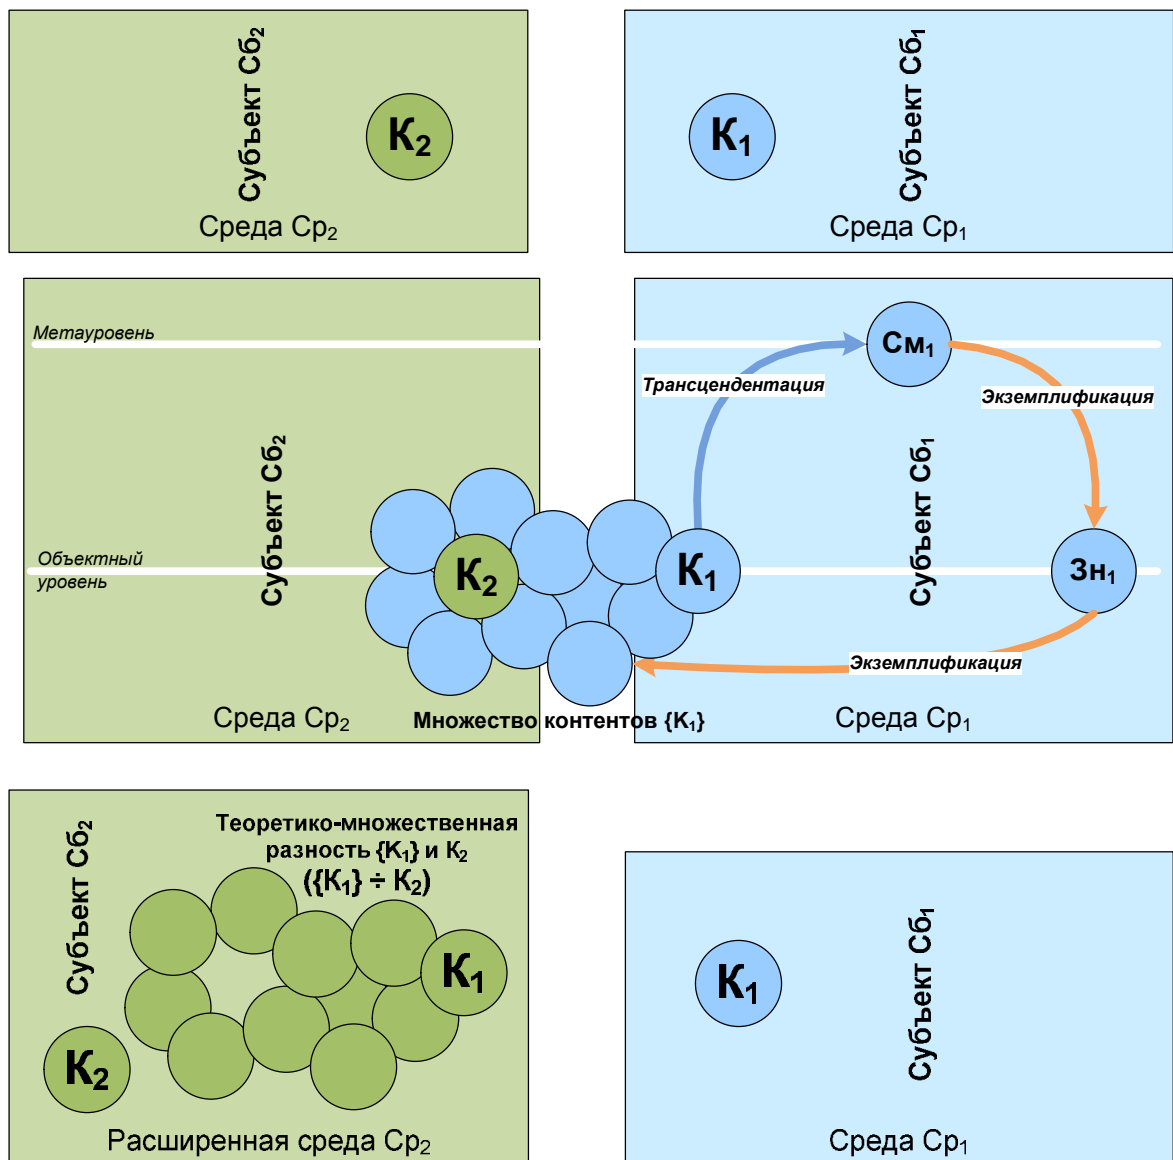 Субъект Сб₂
К₂
Среда Ср₂
К₁
Субъект Сб₁
Среда Ср₁
Метауровень
См₁
Трансцендентация
Экземплификация
Субъект Сб₂
Субъект Сб₁
Объектный
уровень
К₂
К₁
Зн₁
Экземплификация
Среда Ср₂
Множество контентов {К₁}
Среда Ср₁
Субъект Сб₂
Теоретико-множественная
разность {К₁} и К₂
({К₁} ÷ К₂)
К₁
К₂
Расширенная среда Ср₂
К₁
Субъект Сб₁
Среда Ср₁